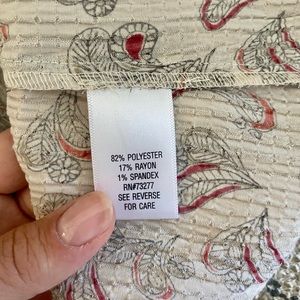 82% POLYESTER
17% RAYON
1% SPANDEX
RN#73277
SEE REVERSE
FOR CARE